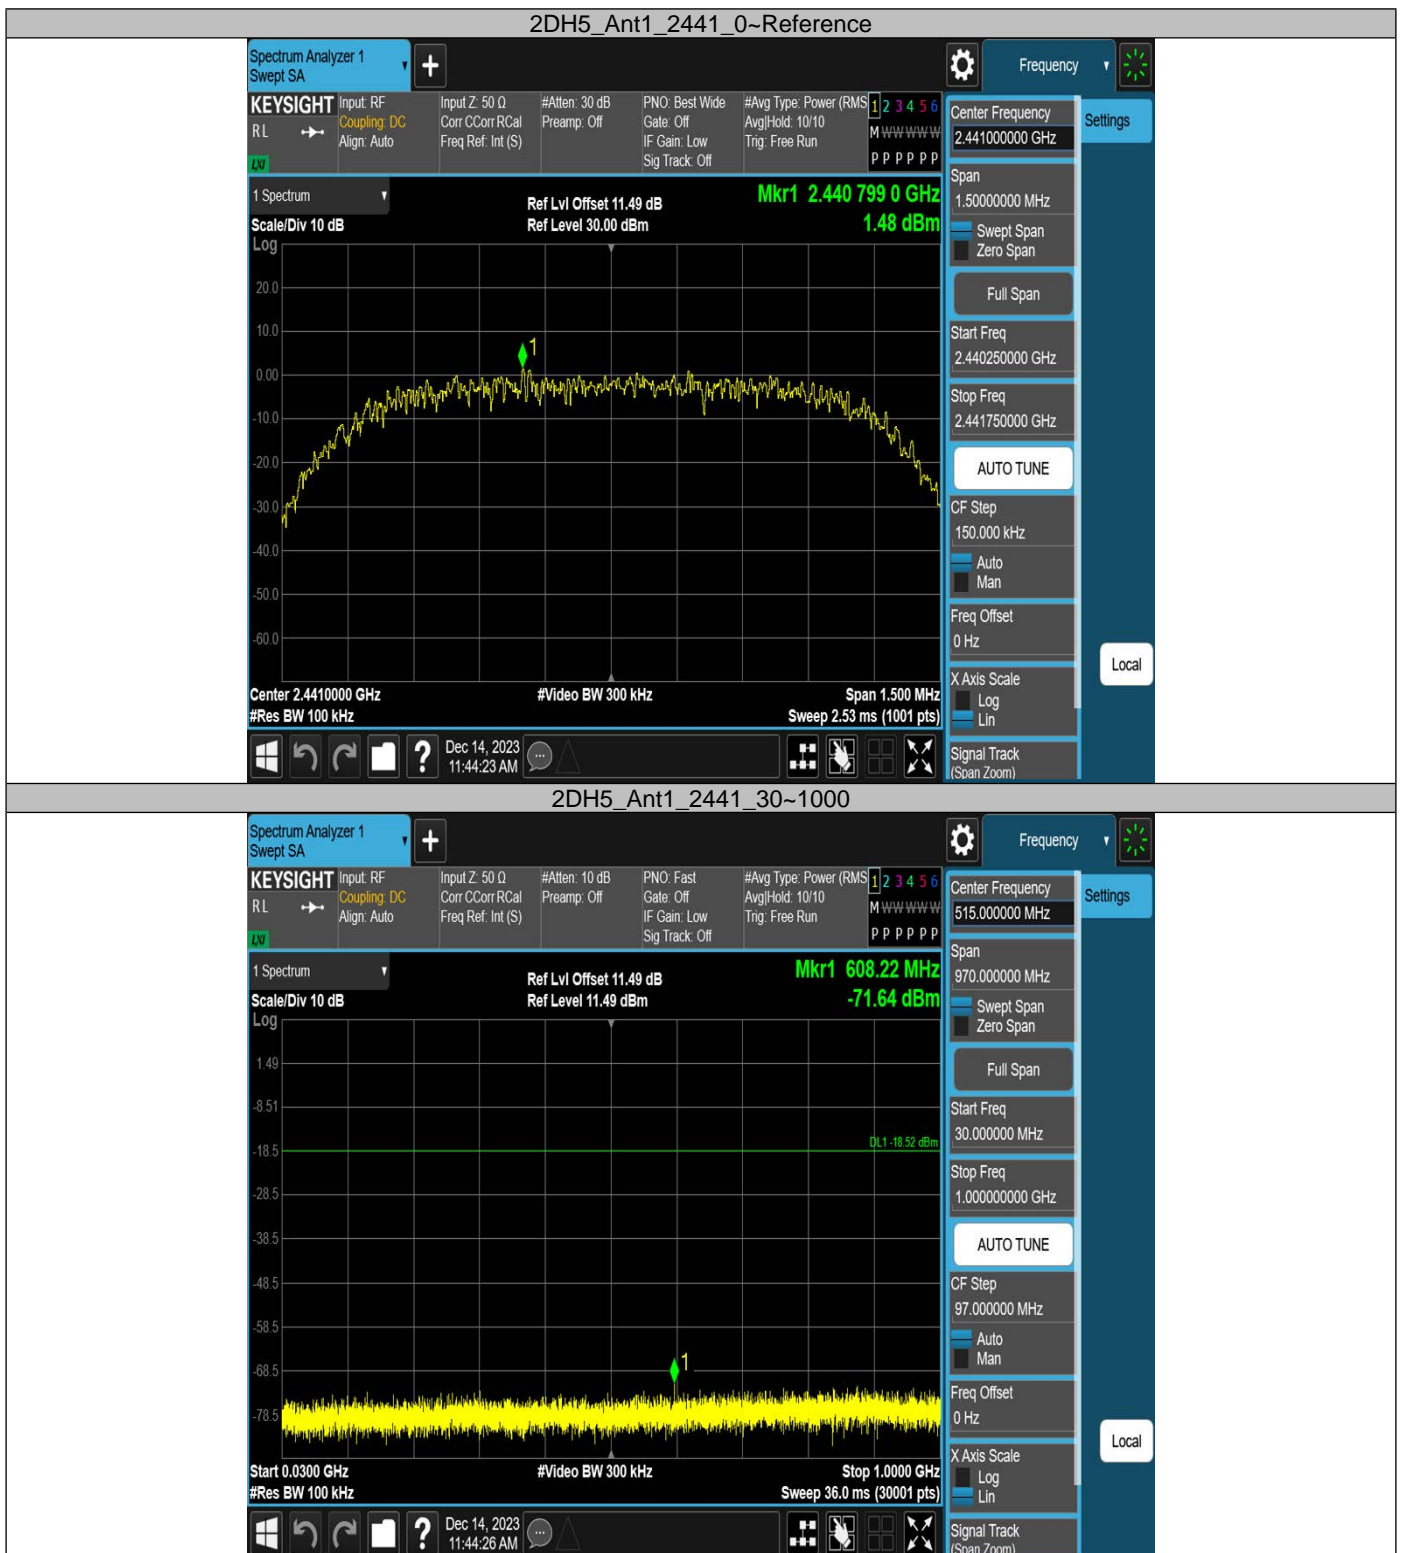 2DH5_Ant1_2441_0~Reference
Spectrum Analyzer 1
Swept SA
+
Frequency
KEYSIGHT
Input: RF
Input Z: 50 Ω
#Atten: 30 dB
PNO: Best Wide
#Avg Type: Power (RMS
1 2 3 4 5 6
RL
Coupling: DC
Corr CCorr RCal
Preamp: Off
Gate: Off
Avg|Hold: 10/10
M W W W W W
Align: Auto
Freq Ref: Int (S)
IF Gain: Low
Trig: Free Run
Sig Track: Off
P P P P P P
LXI
Center Frequency
2.441000000 GHz
Settings
1 Spectrum
Ref Lvl Offset 11.49 dB
Mkr1 2.440 799 0 GHz
Scale/Div 10 dB
Ref Level 30.00 dBm
1.48 dBm
Log
20.0
10.0
0.00
-10.0
-20.0
-30.0
-40.0
-50.0
-60.0
1
Center 2.4410000 GHz
#Video BW 300 kHz
Span 1.500 MHz
#Res BW 100 kHz
Sweep 2.53 ms (1001 pts)
Span
1.50000000 MHz
Swept Span
Zero Span
Full Span
Start Freq
2.440250000 GHz
Stop Freq
2.441750000 GHz
AUTO TUNE
CF Step
150.000 kHz
Auto
Man
Freq Offset
0 Hz
X Axis Scale
Log
Lin
Signal Track
(Span Zoom)
Local
?
Dec 14, 2023
11:44:23 AM
2DH5_Ant1_2441_30~1000
Spectrum Analyzer 1
Swept SA
+
Frequency
KEYSIGHT
Input: RF
Input Z: 50 Ω
#Atten: 10 dB
PNO: Fast
#Avg Type: Power (RMS
1 2 3 4 5 6
RL
Coupling: DC
Corr CCorr RCal
Preamp: Off
Gate: Off
Avg|Hold: 10/10
M W W W W W
Align: Auto
Freq Ref: Int (S)
IF Gain: Low
Trig: Free Run
Sig Track: Off
P P P P P P
LXI
Center Frequency
515.000000 MHz
Settings
1 Spectrum
Ref Lvl Offset 11.49 dB
Mkr1 608.22 MHz
Scale/Div 10 dB
Ref Level 11.49 dBm
-71.64 dBm
Log
1.49
-8.51
-18.5
-28.5
-38.5
-48.5
-58.5
-68.5
-78.5
DL1 -18.52 dBm
1
Start 0.0300 GHz
#Video BW 300 kHz
Stop 1.0000 GHz
#Res BW 100 kHz
Sweep 36.0 ms (30001 pts)
Span
970.000000 MHz
Swept Span
Zero Span
Full Span
Start Freq
30.000000 MHz
Stop Freq
1.000000000 GHz
AUTO TUNE
CF Step
97.000000 MHz
Auto
Man
Freq Offset
0 Hz
X Axis Scale
Log
Lin
Signal Track
(Span Zoom)
Local
?
Dec 14, 2023
11:44:26 AM